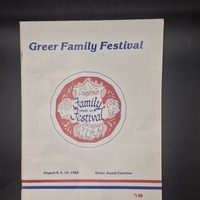 Greer Family Festival
Family
Festival
August 8, 9, 10, 1986
Greer, South Carolina
$1.00